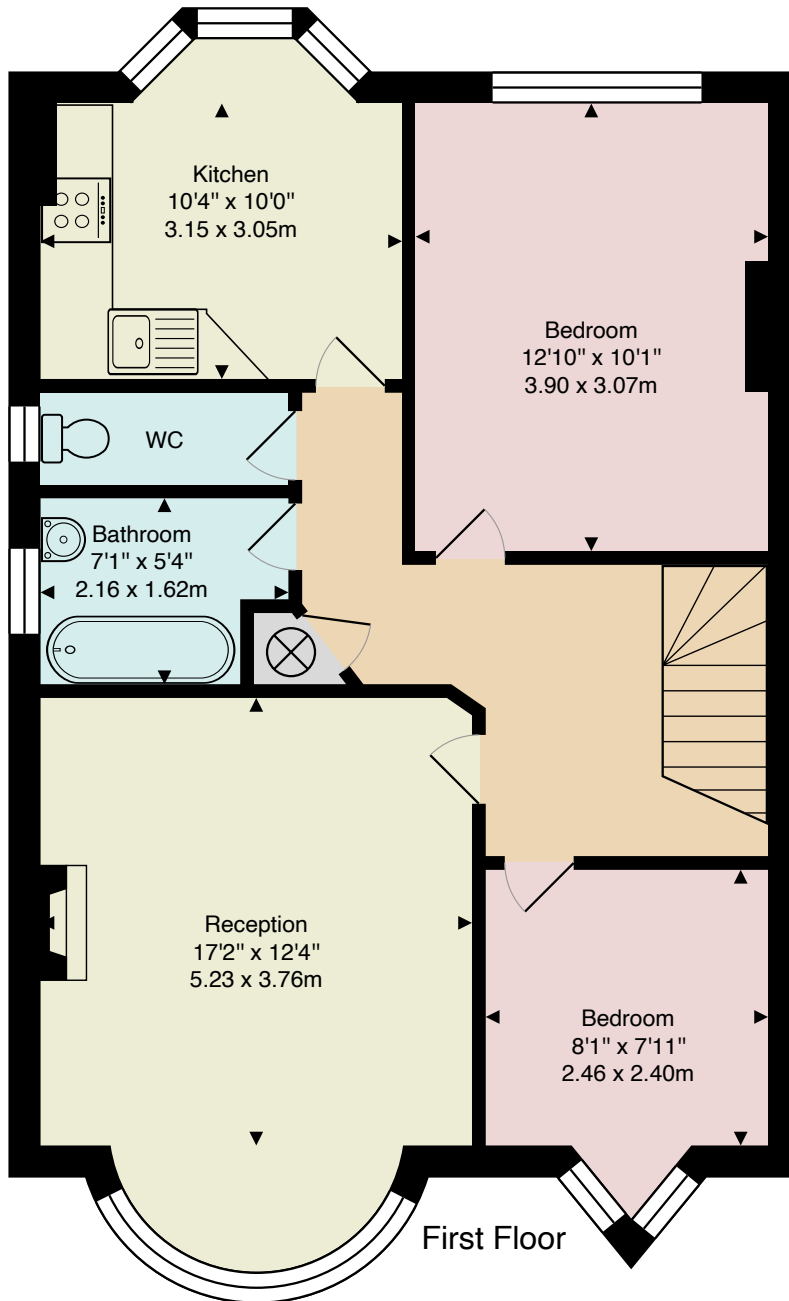 Kitchen
10'4" x 10'0"
3.15 x 3.05m
Bedroom
12'10" x 10'1"
3.90 x 3.07m
WC
Bathroom
7'1" x 5'4"
2.16 x 1.62m
Reception
17'2" x 12'4"
5.23 x 3.76m
Bedroom
8'1" x 7'11"
2.46 x 2.40m
First Floor